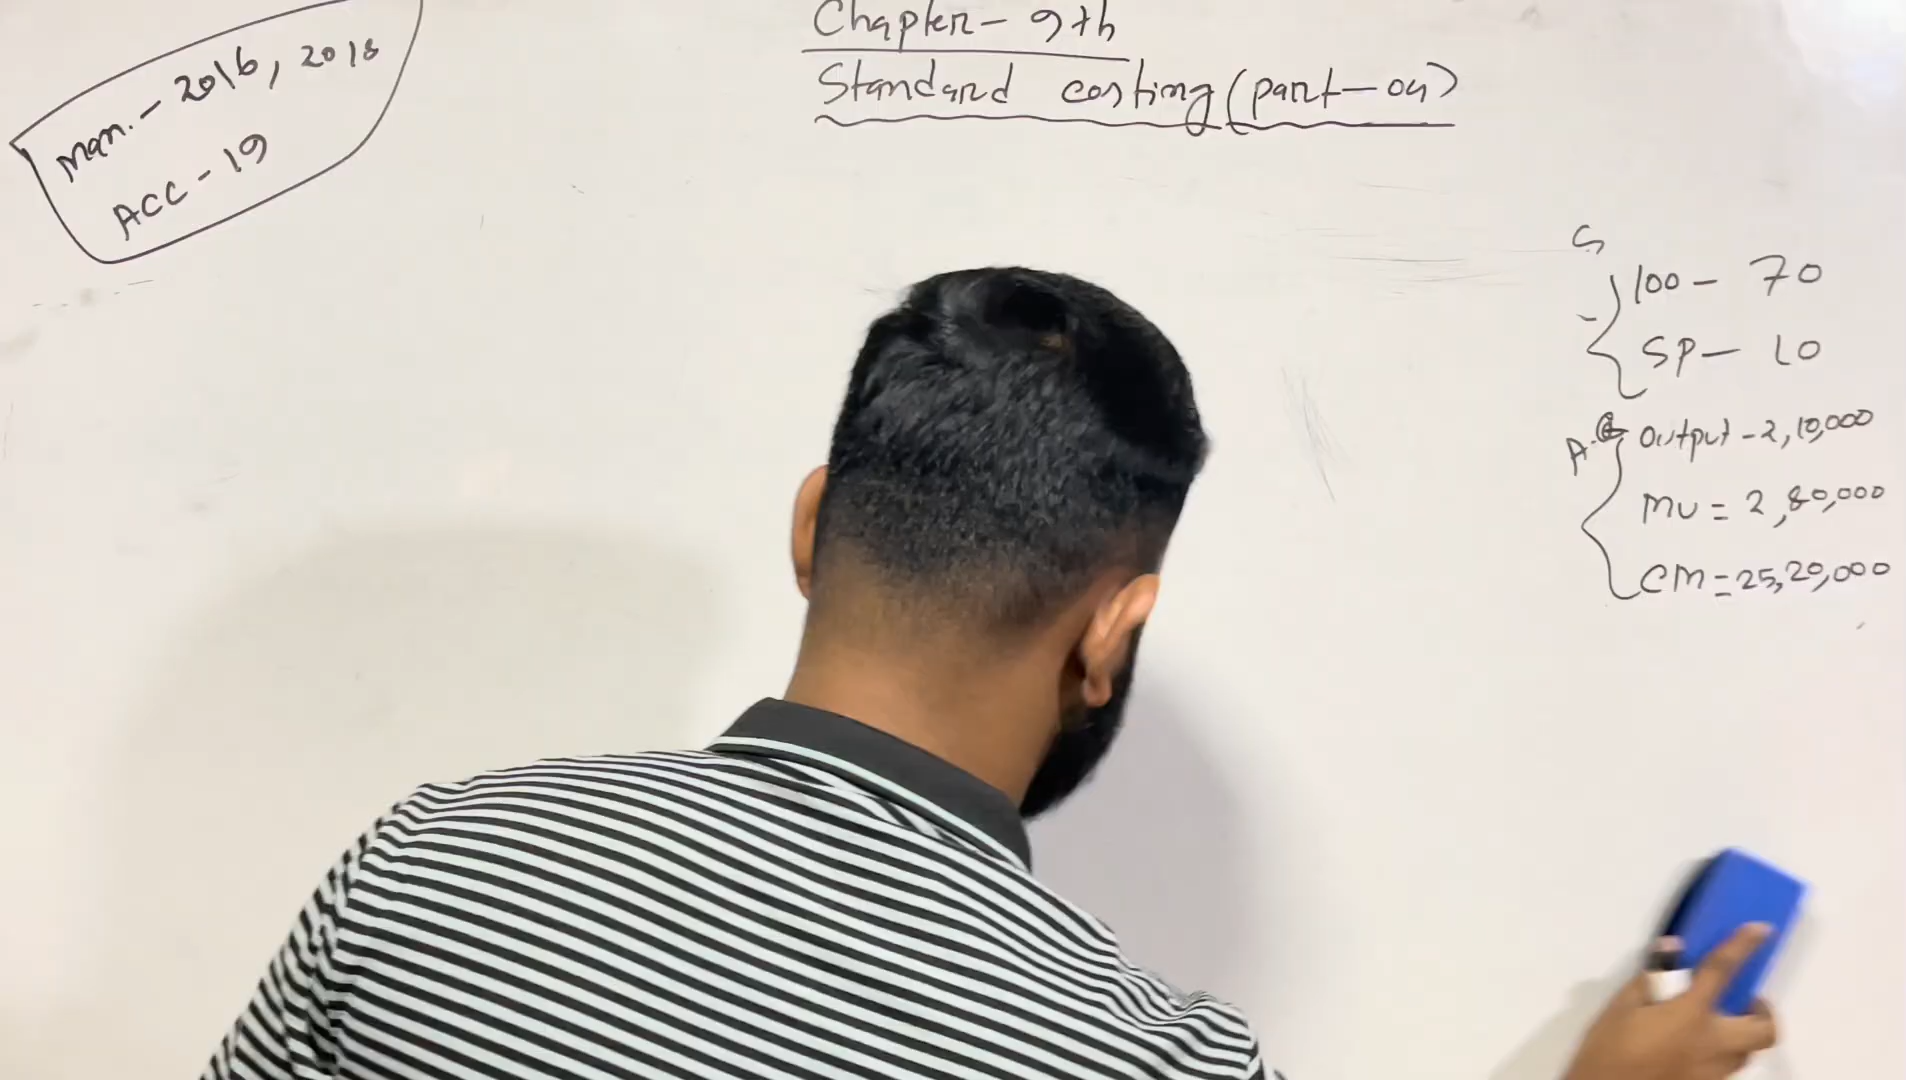 Man. - 2016, 2018
ACC - 19
Chapter - 9th
Standard costing (part - 04)
S
100 - 70
SP - 10
A
output - 2,10,000
MU = 2,80,000
CM = 25,20,000